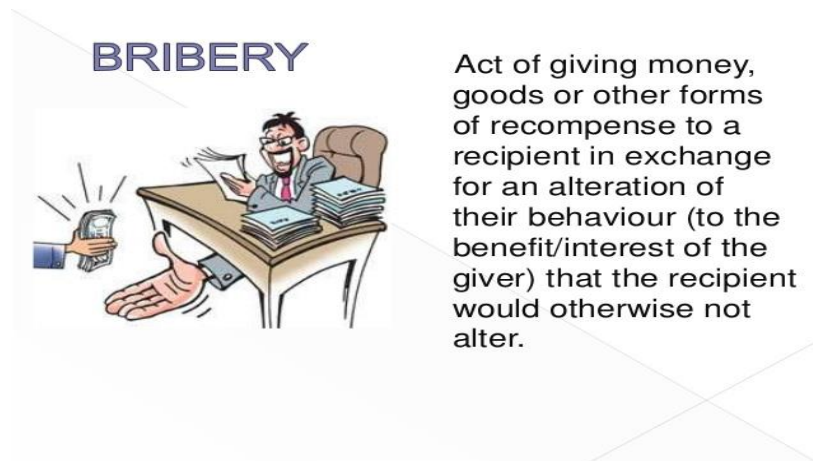 BRIBERY
Act of giving money,
goods or other forms
of recompense to a
recipient in exchange
for an alteration of
their behaviour (to the
benefit/interest of the
giver) that the recipient
would otherwise not
alter.